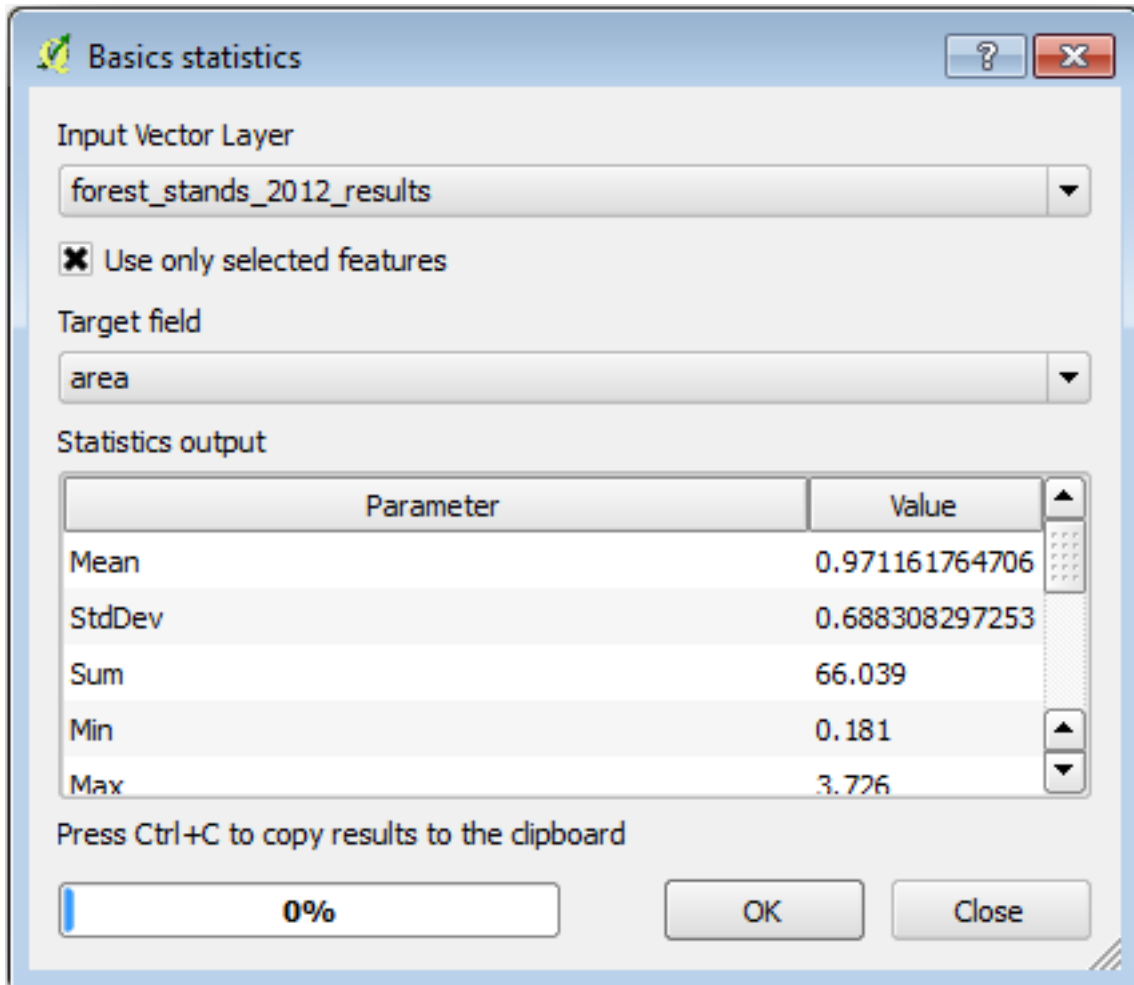 Basics statistics
Input Vector Layer
forest_stands_2012_results
Use only selected features
Target field
area
Statistics output
Parameter Value
Mean 0.971161764706
StdDev 0.688308297253
Sum 66.039
Min 0.181
Max 3.726
Press Ctrl+C to copy results to the clipboard
0% OK Close